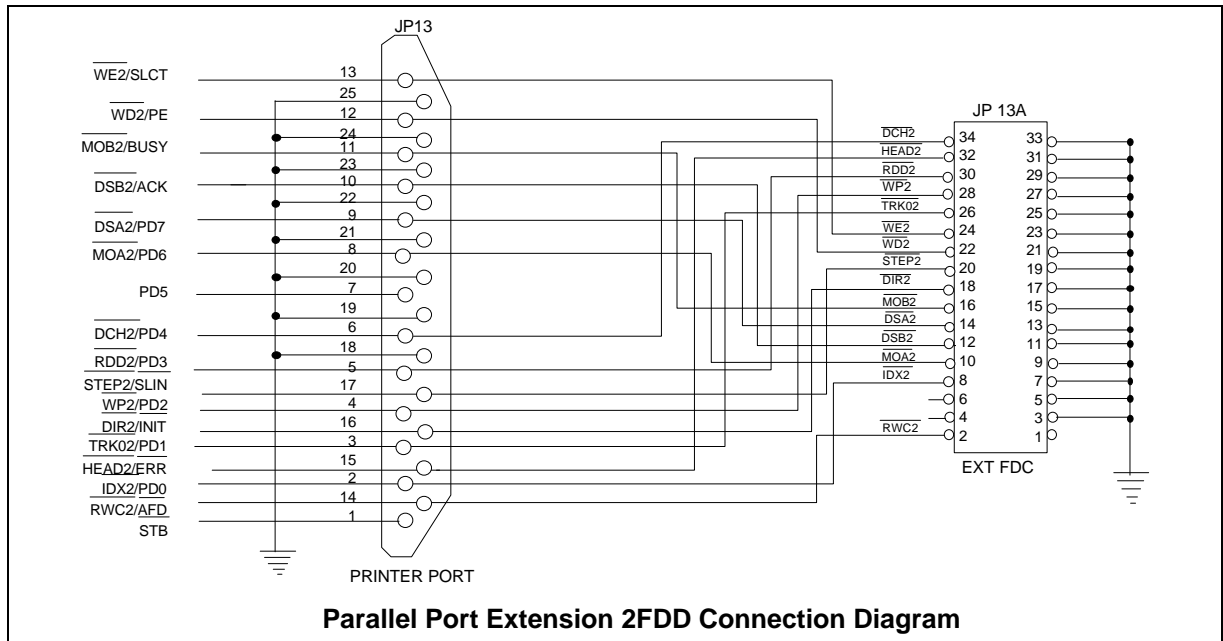 JP13
WE2/SLCT 13
25
WD2/PE 12
24
MOB2/BUSY 11
23
DSB2/ACK 10
22
DSA2/PD7 9
21
MOA2/PD6 8
20
PD5 7
19
DCH2/PD4 6
18
RDD2/PD3 5
STEP2/SLIN 17
WP2/PD2 4
DIR2/INIT 16
TRK02/PD1 3
HEAD2/ERR 15
IDX2/PD0 2
RWC2/AFD 14
STB 1
PRINTER PORT
JP 13A
DCH2 34 33
HEAD2 32 31
RDD2 30 29
WP2 28 27
TRK02 26 25
WE2 24 23
WD2 22 21
STEP2 20 19
DIR2 18 17
MOB2 16 15
DSA2 14 13
DSB2 12 11
MOA2 10 9
IDX2 8 7
6 5
4 3
RWC2 2 1
EXT FDC
Parallel Port Extension 2FDD Connection Diagram